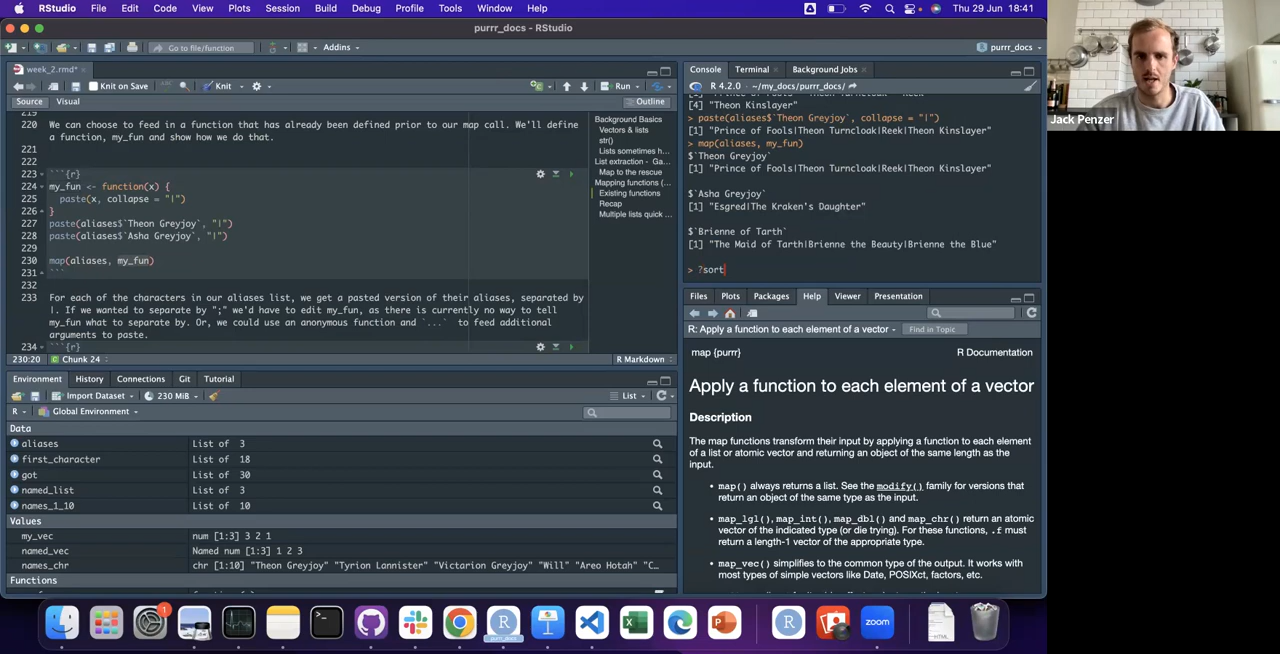 RStudio File Edit Code View Plots Session Build Debug Profile Tools Window Help Thu 29 Jun 18:41
purrr_docs - RStudio
Go to file/function Addins purrr_docs
week_2.rmd*
Knit on Save Knit Run
Source Visual Outline
219
220 We can choose to feed in a function that has already been defined prior to our map call. We'll define
a function, my_fun and show how we do that.
221
222
223 ```{r}
224 my_fun <- function(x) {
225 paste(x, collapse = "|")
226 }
227 paste(aliases$`Theon Greyjoy`, "|")
228 paste(aliases$`Asha Greyjoy`, "|")
229
230 map(aliases, my_fun)
231 ```
232
233 For each of the characters in our aliases list, we get a pasted version of their aliases, separated by
|. If we wanted to separate by ";" we'd have to edit my_fun, as there is currently no way to tell
my_fun what to separate by. Or, we could use an anonymous function and `...` to feed additional
arguments to paste.
234 ```{r}
230:20 Chunk 24 R Markdown
Background Basics
Vectors & lists
str()
Lists sometimes h...
List extraction - Ga...
Map to the rescue
Mapping functions (...
Existing functions
Recap
Multiple lists quick ...
Environment History Connections Git Tutorial
Import Dataset 230 MiB List
R Global Environment
Data
aliases List of 3
first_character List of 18
got List of 30
named_list List of 3
names_1_10 List of 10
Values
my_vec num [1:3] 3 2 1
named_vec Named num [1:3] 1 2 3
names_chr chr [1:10] "Theon Greyjoy" "Tyrion Lannister" "Victarion Greyjoy" "Will" "Areo Hotah" "C…
Functions
Console Terminal Background Jobs
R 4.2.0 · ~/my_docs/purrr_docs/
[4] "Theon Kinslayer"
> paste(aliases$`Theon Greyjoy`, collapse = "|")
[1] "Prince of Fools|Theon Turncloak|Reek|Theon Kinslayer"
> map(aliases, my_fun)
$`Theon Greyjoy`
[1] "Prince of Fools|Theon Turncloak|Reek|Theon Kinslayer"
$`Asha Greyjoy`
[1] "Esgred|The Kraken's Daughter"
$`Brienne of Tarth`
[1] "The Maid of Tarth|Brienne the Beauty|Brienne the Blue"
> ?sort
Files Plots Packages Help Viewer Presentation
R: Apply a function to each element of a vector Find in Topic
map {purrr} R Documentation
Apply a function to each element of a vector
Description
The map functions transform their input by applying a function to each element
of a list or atomic vector and returning an object of the same length as the
input.
• map() always returns a list. See the modify() family for versions that
return an object of the same type as the input.
• map_lgl(), map_int(), map_dbl() and map_chr() return an atomic
vector of the indicated type (or die trying). For these functions, .f must
return a length-1 vector of the appropriate type.
• map_vec() simplifies to the common type of the output. It works with
most types of simple vectors like Date, POSIXct, factors, etc.
Jack Penzer
1
purrr_docs
zoom
HTML